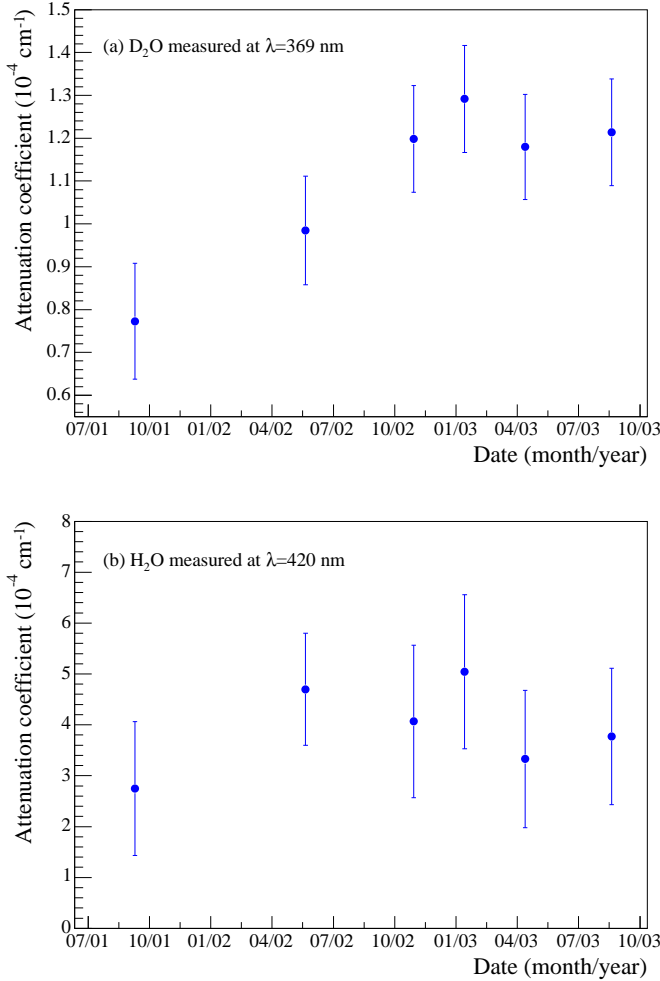 1.5
(a) D₂O measured at λ=369 nm
1.4
1.3
1.2
1.1
1
0.9
0.8
0.7
0.6
Attenuation coefficient (10⁻⁴ cm⁻¹)
07/01 10/01 01/02 04/02 07/02 10/02 01/03 04/03 07/03 10/03
Date (month/year)
8
(b) H₂O measured at λ=420 nm
7
6
5
4
3
2
1
0
Attenuation coefficient (10⁻⁴ cm⁻¹)
07/01 10/01 01/02 04/02 07/02 10/02 01/03 04/03 07/03 10/03
Date (month/year)